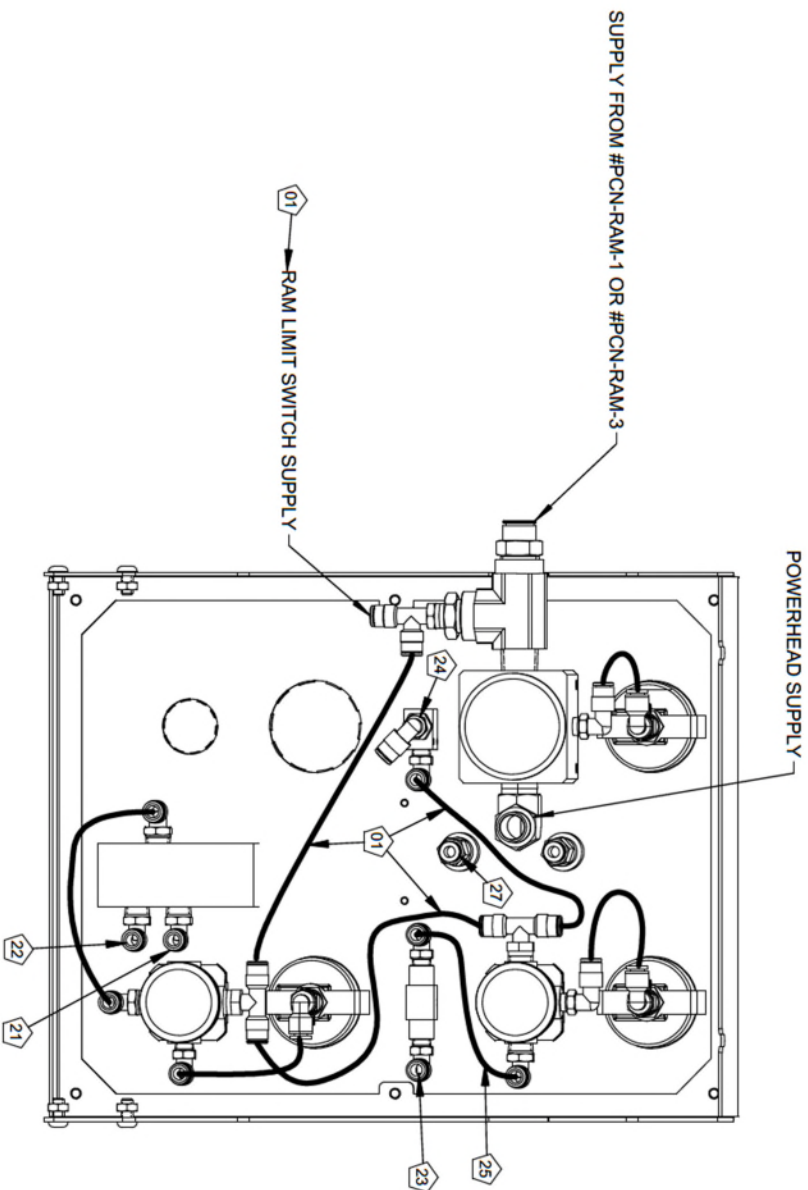 SUPPLY FROM #PCN-RAM-1 OR #PCN-RAM-3
POWERHEAD SUPPLY
01
RAM LIMIT SWITCH SUPPLY
24
01
27
22
21
25
23